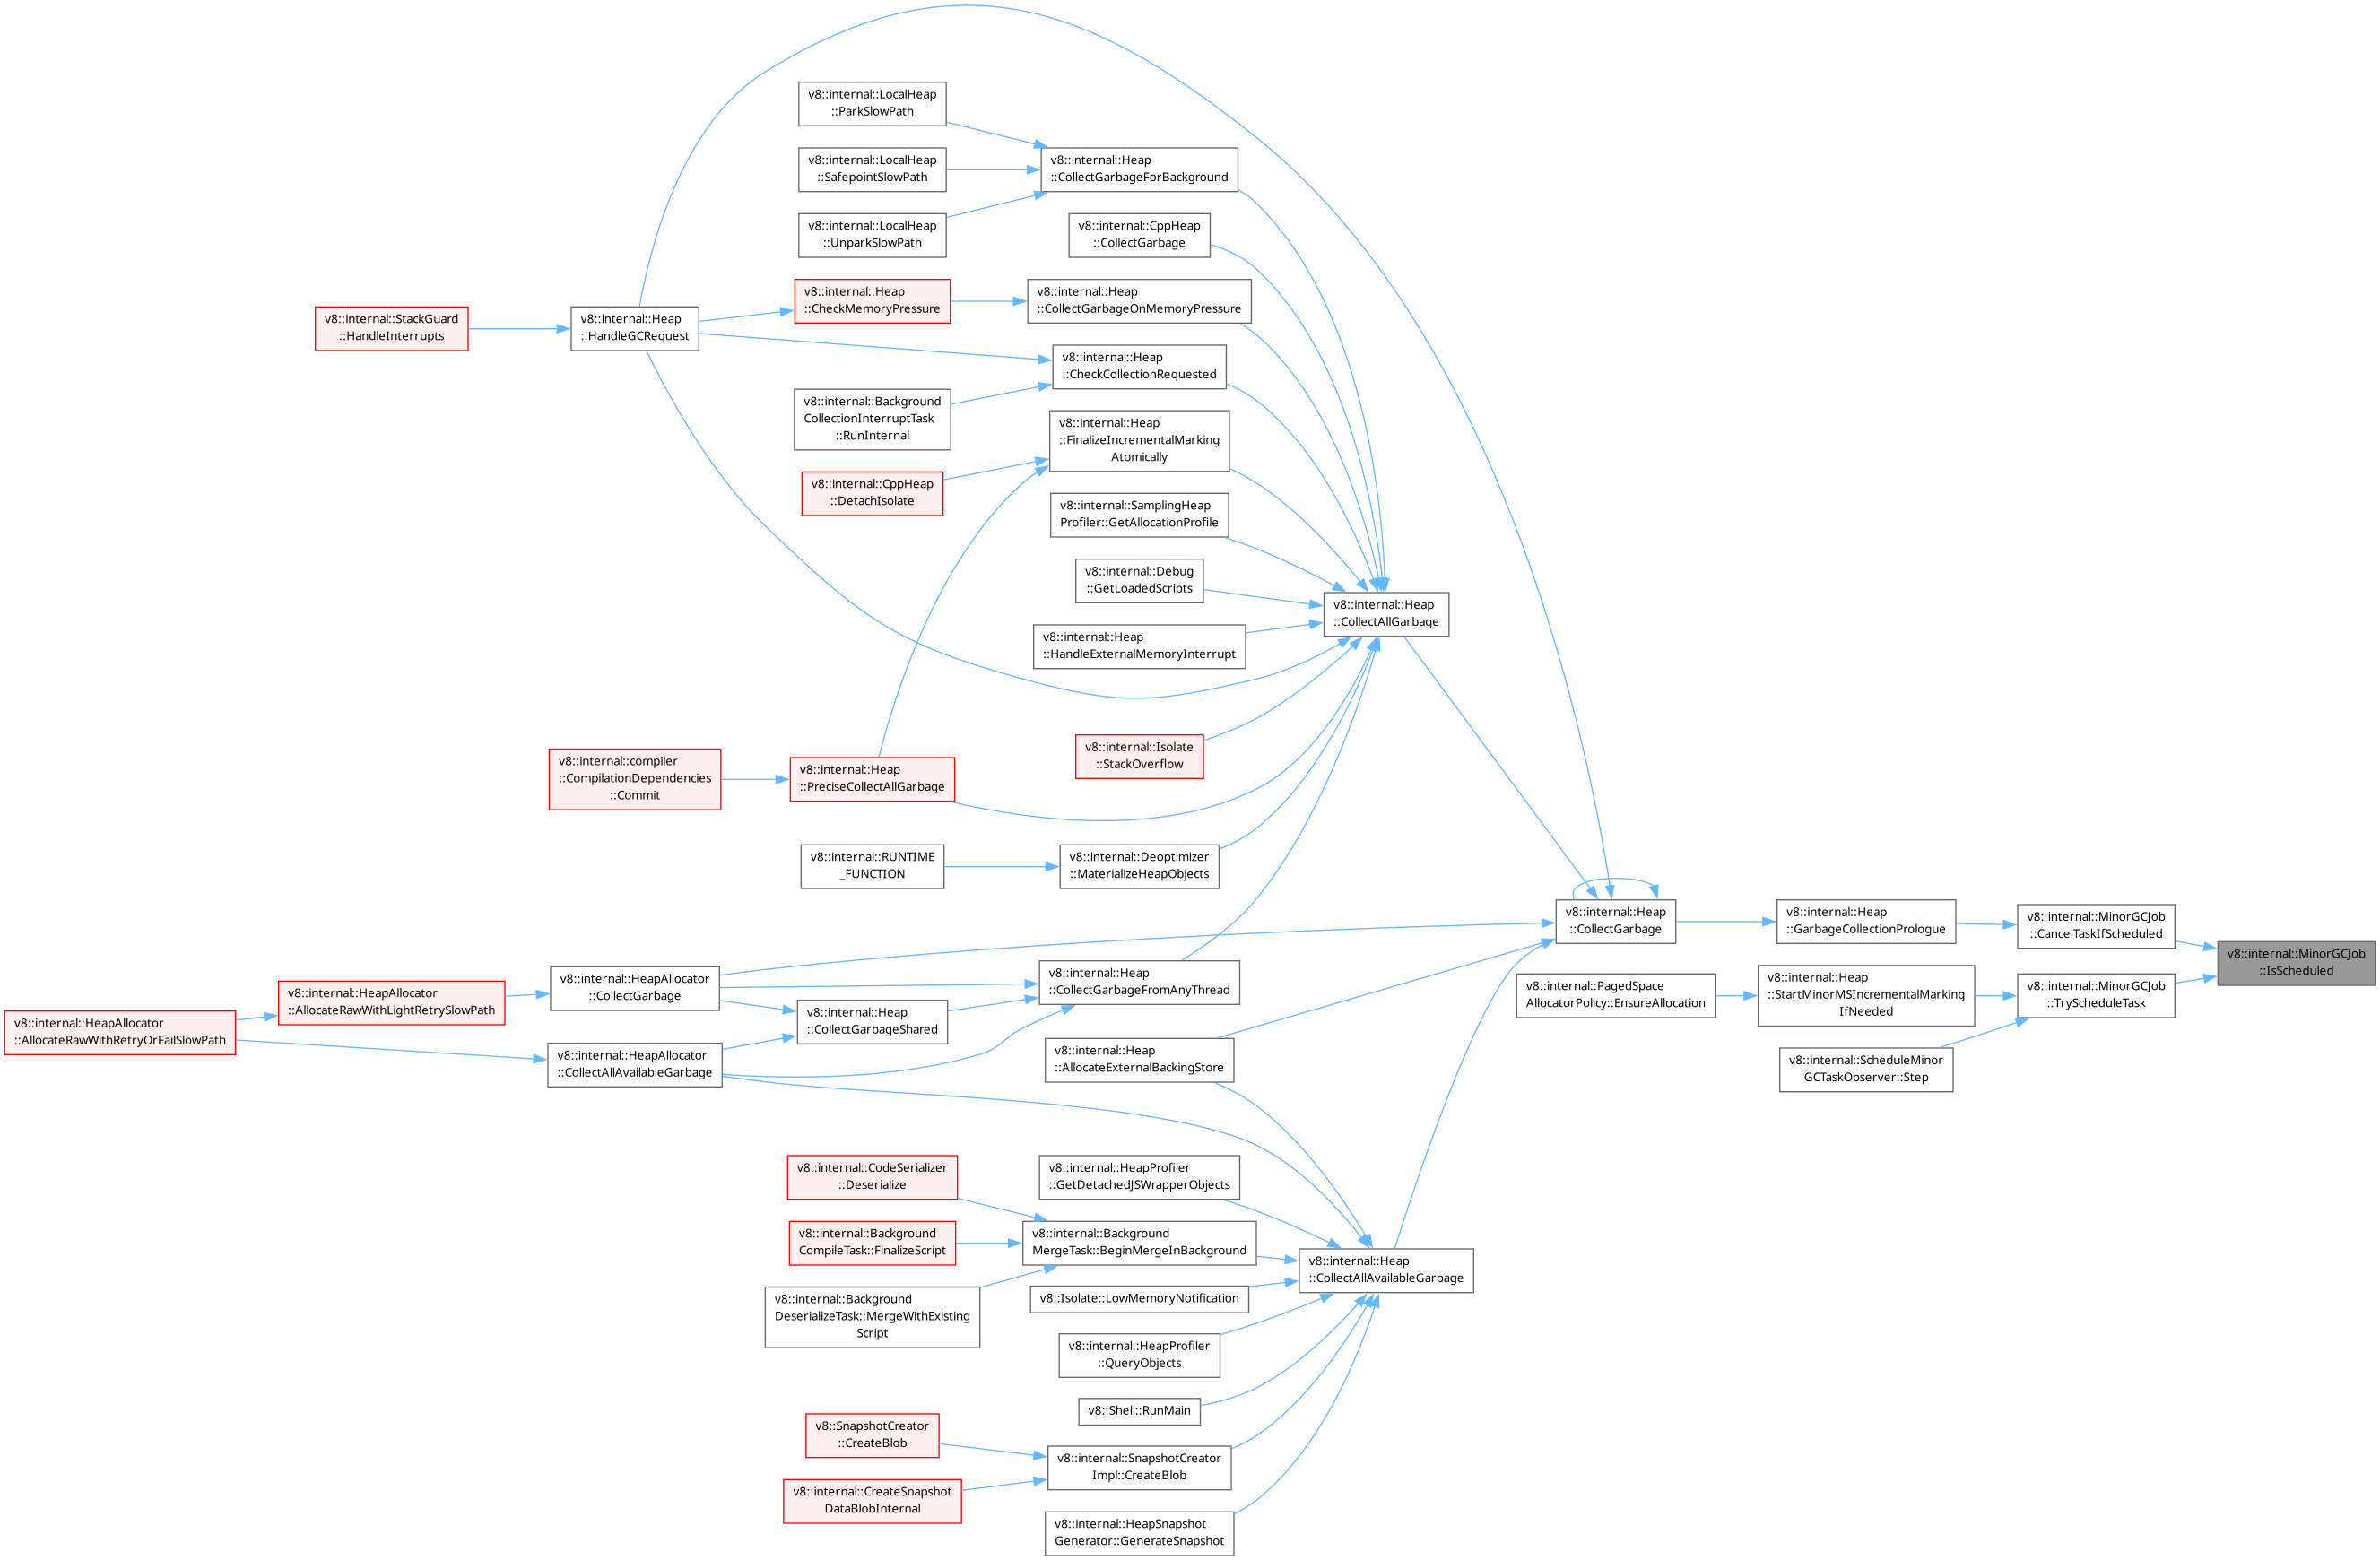 v8::internal::LocalHeap
::ParkSlowPath
v8::internal::LocalHeap
::SafepointSlowPath
v8::internal::Heap
::CollectGarbageForBackground
v8::internal::LocalHeap
::UnparkSlowPath
v8::internal::CppHeap
::CollectGarbage
v8::internal::StackGuard
::HandleInterrupts
v8::internal::Heap
::HandleGCRequest
v8::internal::Heap
::CheckMemoryPressure
v8::internal::Heap
::CollectGarbageOnMemoryPressure
v8::internal::Heap
::CheckCollectionRequested
v8::internal::Background
CollectionInterruptTask
::RunInternal
v8::internal::Heap
::FinalizeIncrementalMarking
Atomically
v8::internal::CppHeap
::DetachIsolate
v8::internal::SamplingHeap
Profiler::GetAllocationProfile
v8::internal::Debug
::GetLoadedScripts
v8::internal::Heap
::CollectAllGarbage
v8::internal::Heap
::HandleExternalMemoryInterrupt
v8::internal::Isolate
::StackOverflow
v8::internal::compiler
::CompilationDependencies
::Commit
v8::internal::Heap
::PreciseCollectAllGarbage
v8::internal::RUNTIME
_FUNCTION
v8::internal::Deoptimizer
::MaterializeHeapObjects
v8::internal::Heap
::CollectGarbage
v8::internal::Heap
::GarbageCollectionPrologue
v8::internal::MinorGCJob
::CancelTaskIfScheduled
v8::internal::MinorGCJob
::IsScheduled
v8::internal::HeapAllocator
::AllocateRawWithRetryOrFailSlowPath
v8::internal::HeapAllocator
::AllocateRawWithLightRetrySlowPath
v8::internal::HeapAllocator
::CollectGarbage
v8::internal::Heap
::CollectGarbageShared
v8::internal::Heap
::CollectGarbageFromAnyThread
v8::internal::PagedSpace
AllocatorPolicy::EnsureAllocation
v8::internal::Heap
::StartMinorMSIncrementalMarking
IfNeeded
v8::internal::MinorGCJob
::TryScheduleTask
v8::internal::HeapAllocator
::CollectAllAvailableGarbage
v8::internal::Heap
::AllocateExternalBackingStore
v8::internal::ScheduleMinor
GCTaskObserver::Step
v8::internal::CodeSerializer
::Deserialize
v8::internal::HeapProfiler
::GetDetachedJSWrapperObjects
v8::internal::Background
CompileTask::FinalizeScript
v8::internal::Background
MergeTask::BeginMergeInBackground
v8::internal::Heap
::CollectAllAvailableGarbage
v8::internal::Background
DeserializeTask::MergeWithExisting
Script
v8::Isolate::LowMemoryNotification
v8::internal::HeapProfiler
::QueryObjects
v8::Shell::RunMain
v8::SnapshotCreator
::CreateBlob
v8::internal::SnapshotCreator
Impl::CreateBlob
v8::internal::CreateSnapshot
DataBlobInternal
v8::internal::HeapSnapshot
Generator::GenerateSnapshot